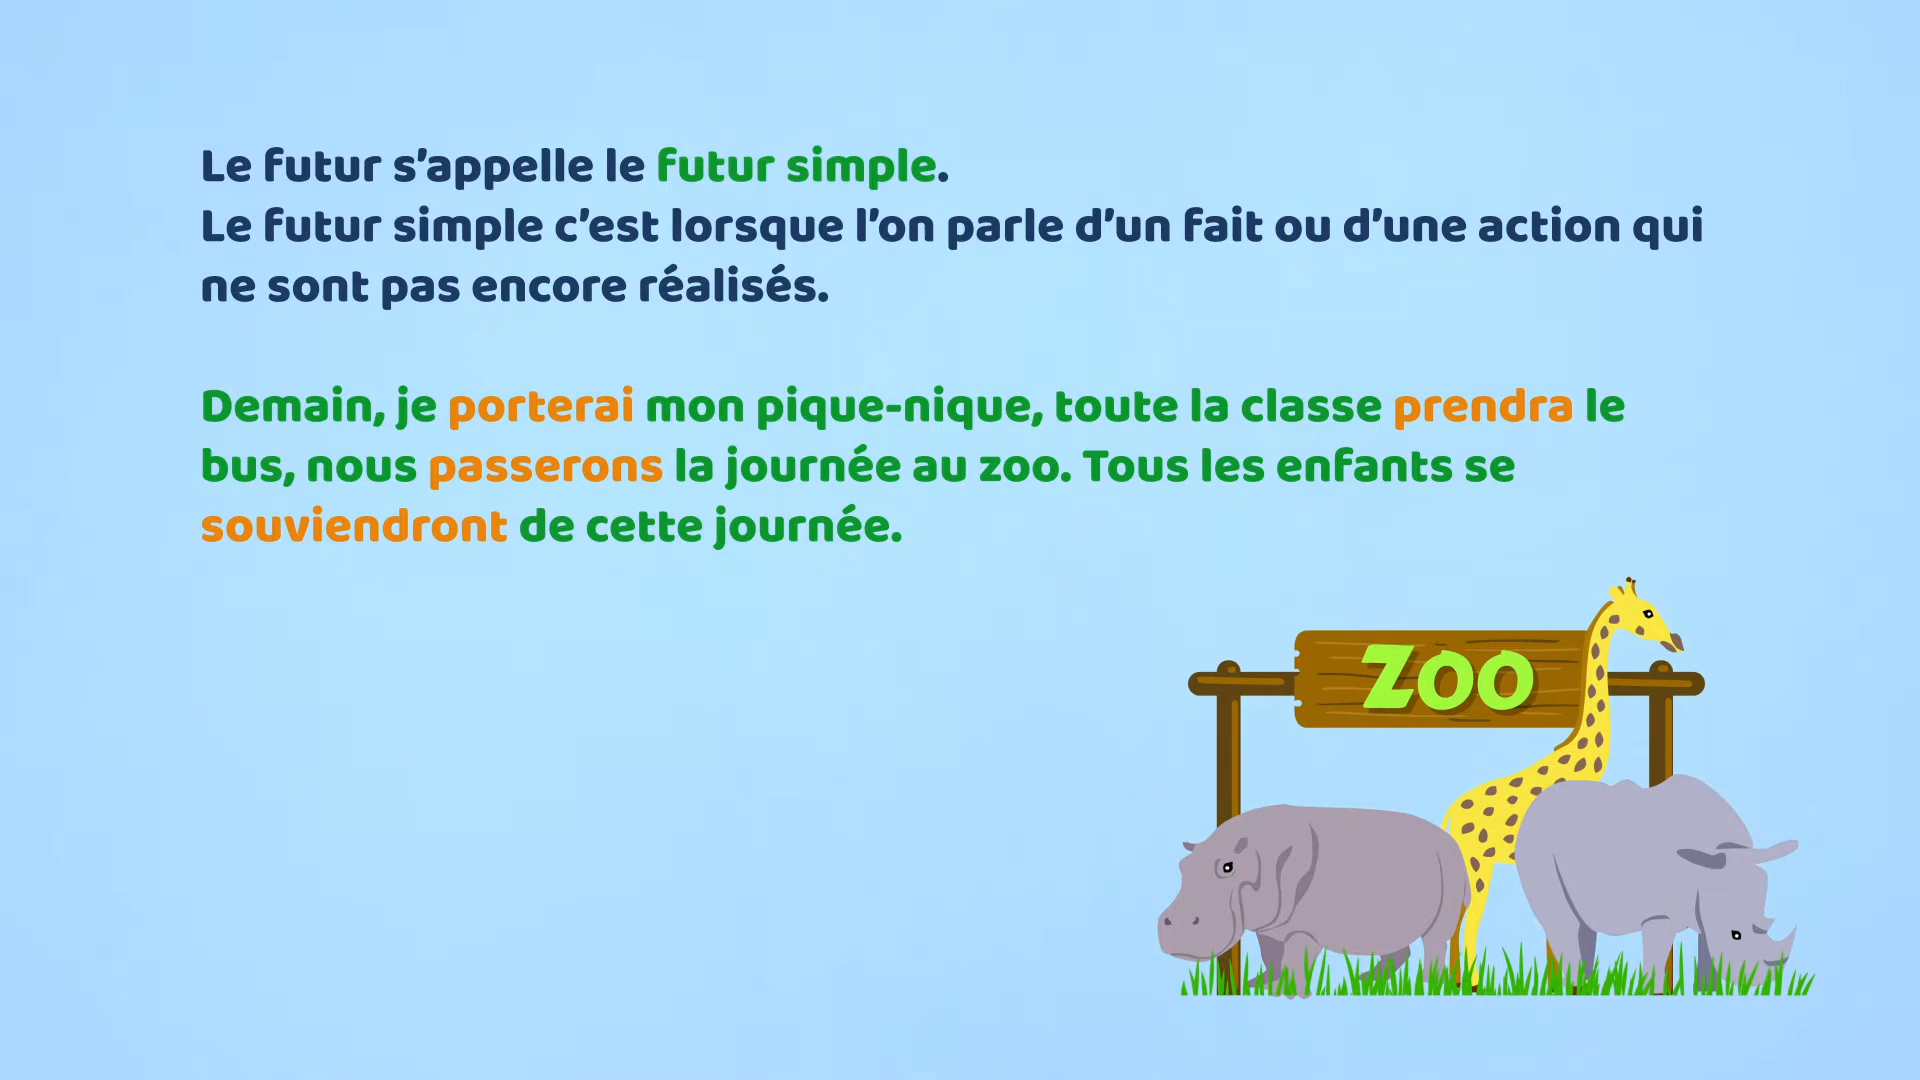 Le futur s’appelle le futur simple.
Le futur simple c’est lorsque l’on parle d’un fait ou d’une action qui
ne sont pas encore réalisés.
Demain, je porterai mon pique-nique, toute la classe prendra le
bus, nous passerons la journée au zoo. Tous les enfants se
souviendront de cette journée.
ZOO